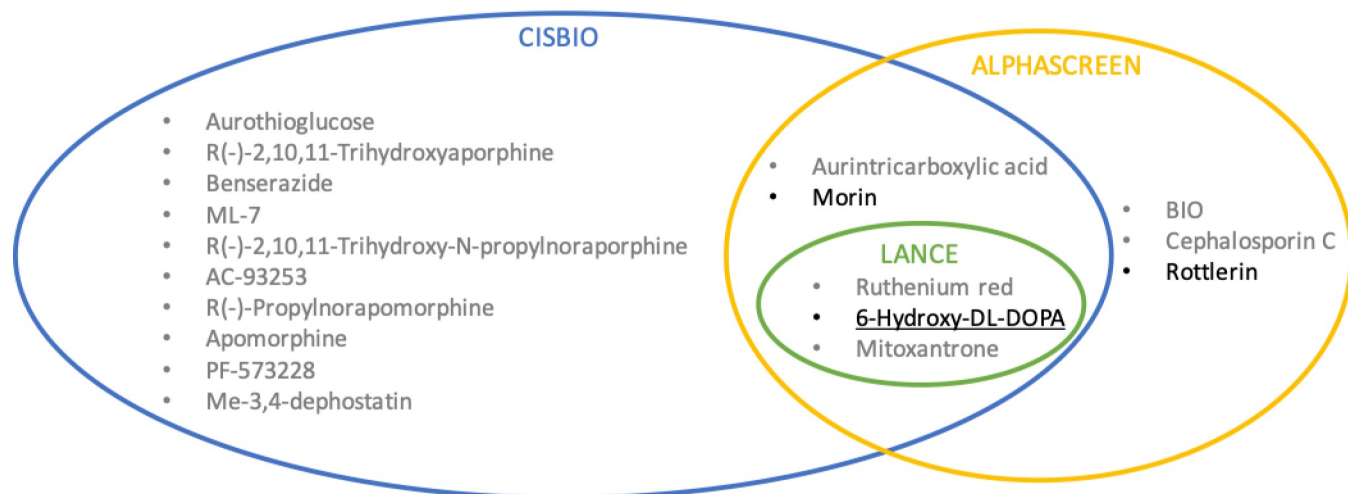 CISBIO
• Aurothioglucose
• R(-)-2,10,11-Trihydroxyaporphine
• Benserazide
• ML-7
• R(-)-2,10,11-Trihydroxy-N-propylnoraporphine
• AC-93253
• R(-)-Propylnorapomorphine
• Apomorphine
• PF-573228
• Me-3,4-dephostatin
ALPHASCREEN
• Aurintricarboxylic acid
• Morin
LANCE
• Ruthenium red
• 6-Hydroxy-DL-DOPA
• Mitoxantrone
• BIO
• Cephalosporin C
• Rottlerin